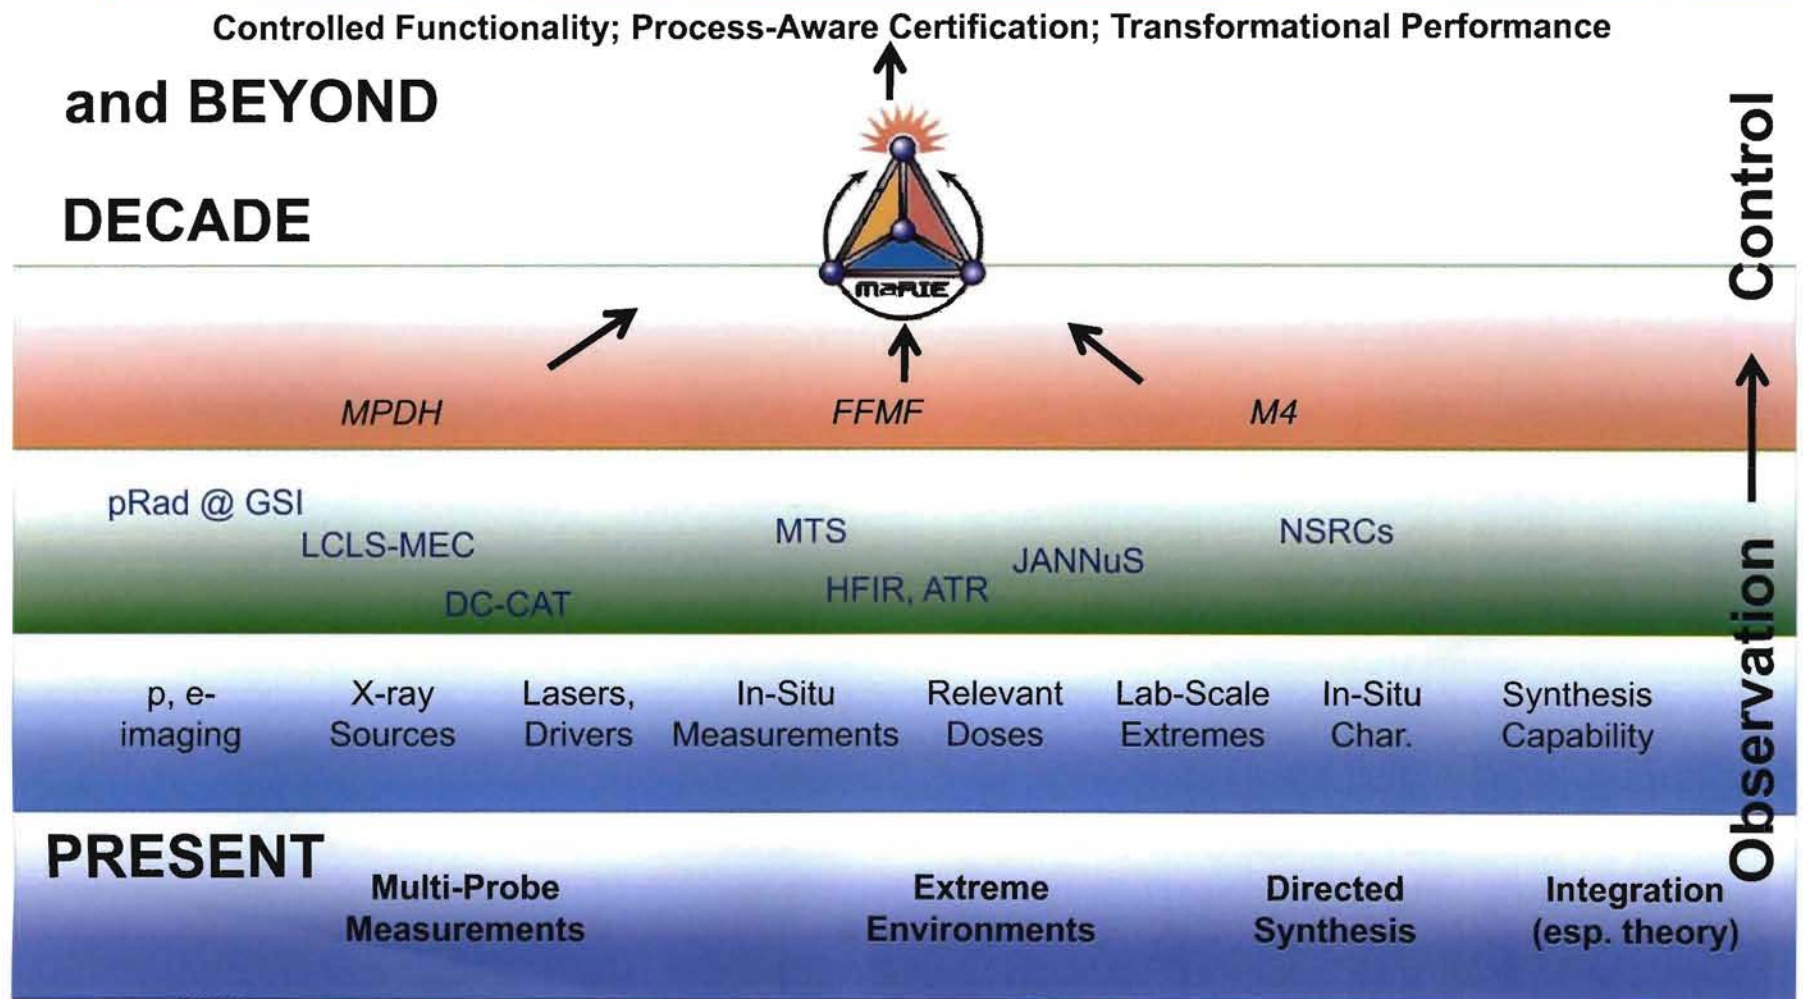 Controlled Functionality; Process-Aware Certification; Transformational Performance
and BEYOND
DECADE
MaRIE
MPDH
FFMF
M4
pRad @ GSI
LCLS-MEC
DC-CAT
MTS
HFIR, ATR
JANNuS
NSRCs
p, e-
imaging
X-ray
Sources
Lasers,
Drivers
In-Situ
Measurements
Relevant
Doses
Lab-Scale
Extremes
In-Situ
Char.
Synthesis
Capability
PRESENT
Multi-Probe
Measurements
Extreme
Environments
Directed
Synthesis
Integration
(esp. theory)
Observation
Control